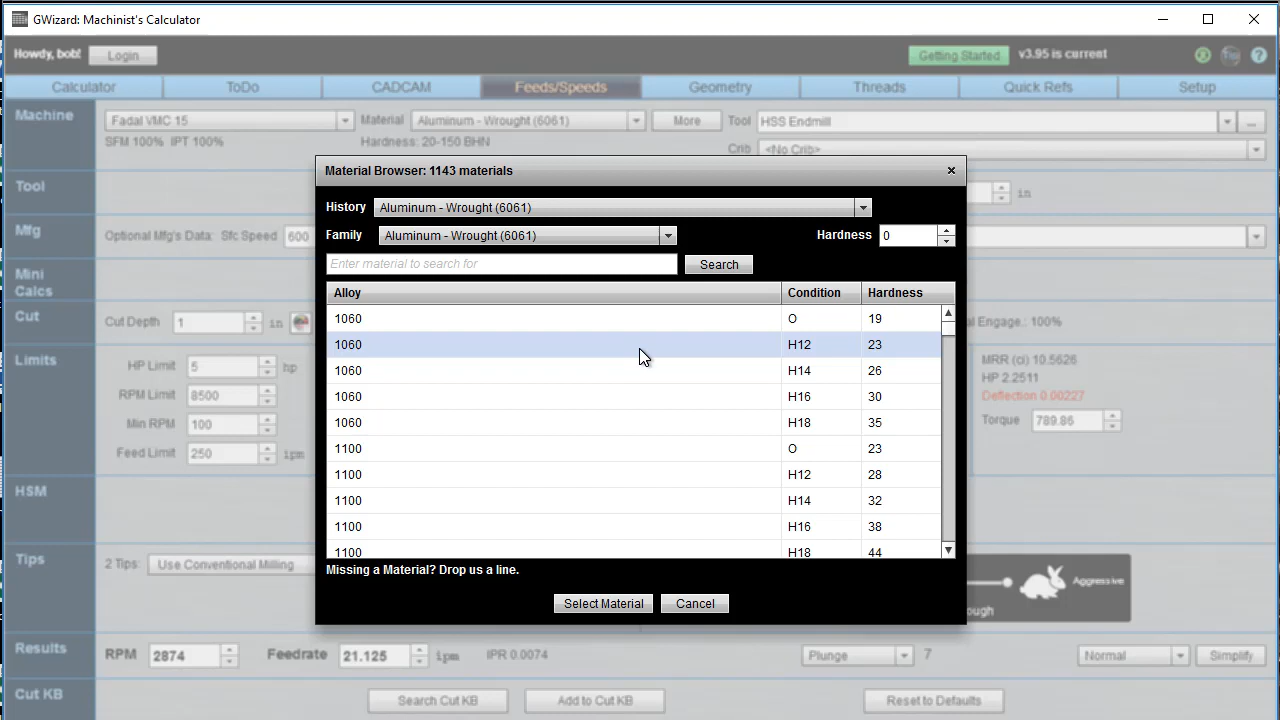 GWizard: Machinist's Calculator
Howdy, bob! Login Getting Started v3.95 is current
Calculator ToDo CADCAM Feeds/Speeds Geometry Threads Quick Refs Setup
Machine Fadal VMC 15 Material Aluminum - Wrought (6061) More Tool HSS Endmill ...
SFM 100% IPT 100% Hardness: 20-150 BHN Crib <No Crib>
Material Browser: 1143 materials
Tool in
History Aluminum - Wrought (6061)
Mfg Optional Mfg's Data: Sfc Speed 600
Family Aluminum - Wrought (6061) Hardness 0
Enter material to search for Search
Mini
Calcs
Alloy Condition Hardness
1060 O 19
1060 H12 23
1060 H14 26
1060 H16 30
1060 H18 35
1100 O 23
1100 H12 28
1100 H14 32
1100 H16 38
1100 H18 44
Missing a Material? Drop us a line.
Select Material Cancel
Cut Cut Depth 1 in Engage.: 100%
Limits HP Limit 5 hp
RPM Limit 8500
Min RPM 100
Feed Limit 250 ipm
MRR (ci) 10.5626
HP 2.2511
Deflection 0.00227
Torque 789.86
HSM
Tips 2 Tips: Use Conventional Milling Aggressive
Results RPM 2874 Feedrate 21.125 ipm IPR 0.0074 Plunge 7 Normal Simplify
Cut KB Search Cut KB Add to Cut KB Reset to Defaults